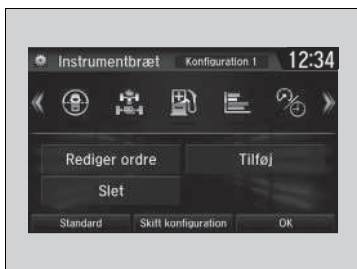 Instrumentbræt Konfiguration 1 12:34
Rediger ordre Tilføj
Slet
Standard Skift konfiguration OK